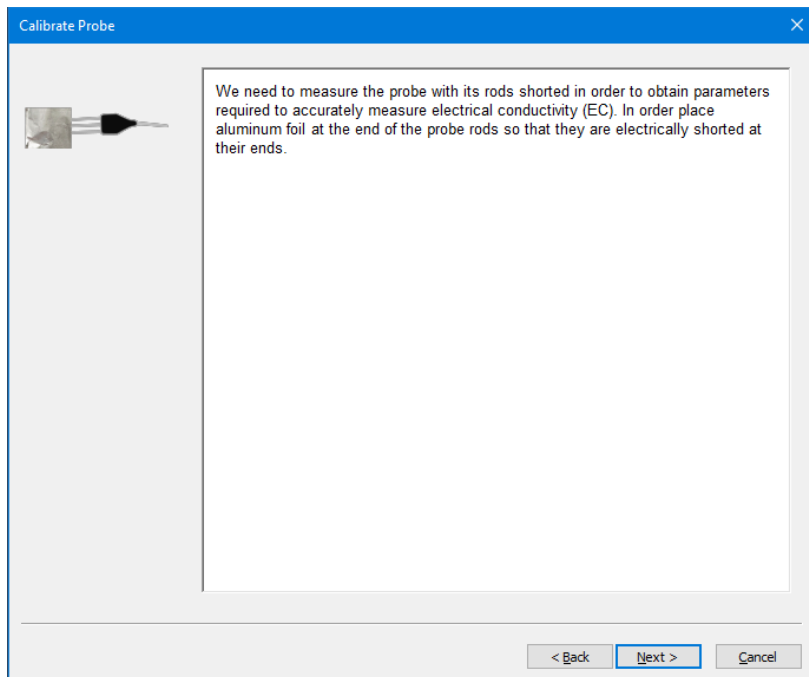 Calibrate Probe
We need to measure the probe with its rods shorted in order to obtain parameters
required to accurately measure electrical conductivity (EC). In order place
aluminum foil at the end of the probe rods so that they are electrically shorted at
their ends.
< Back
Next >
Cancel